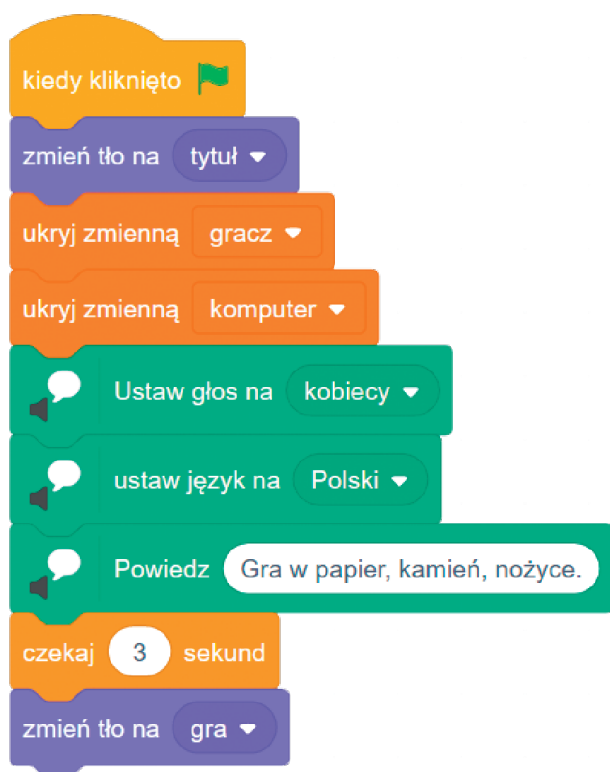 kiedy kliknięto
zmień tło na tytuł
ukryj zmienną gracz
ukryj zmienną komputer
Ustaw głos na kobiecy
ustaw język na Polski
Powiedz Gra w papier, kamień, nożyce.
czekaj 3 sekund
zmień tło na gra